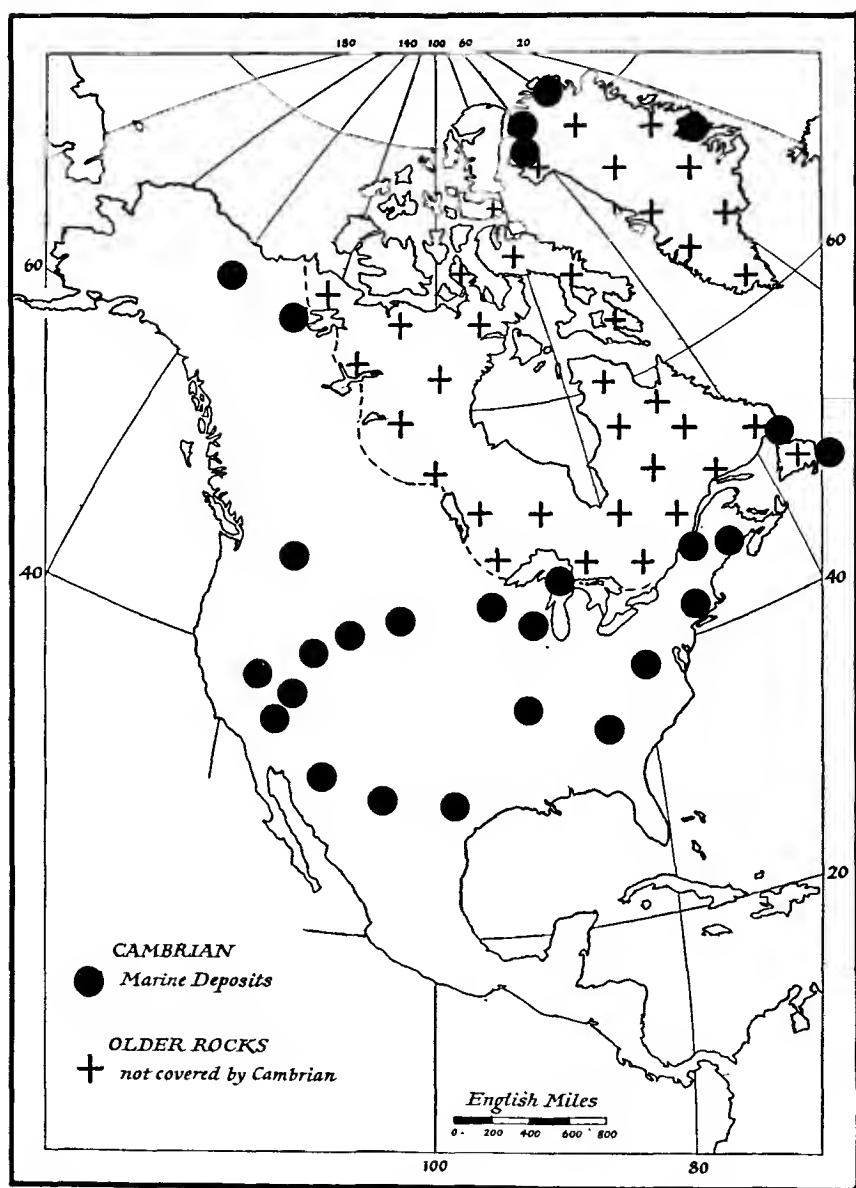 180 140 100 60 20
60
60
40
40
20
CAMBRIAN
Marine Deposits
OLDER ROCKS
not covered by Cambrian
English Miles
0 200 400 600 800
100 80